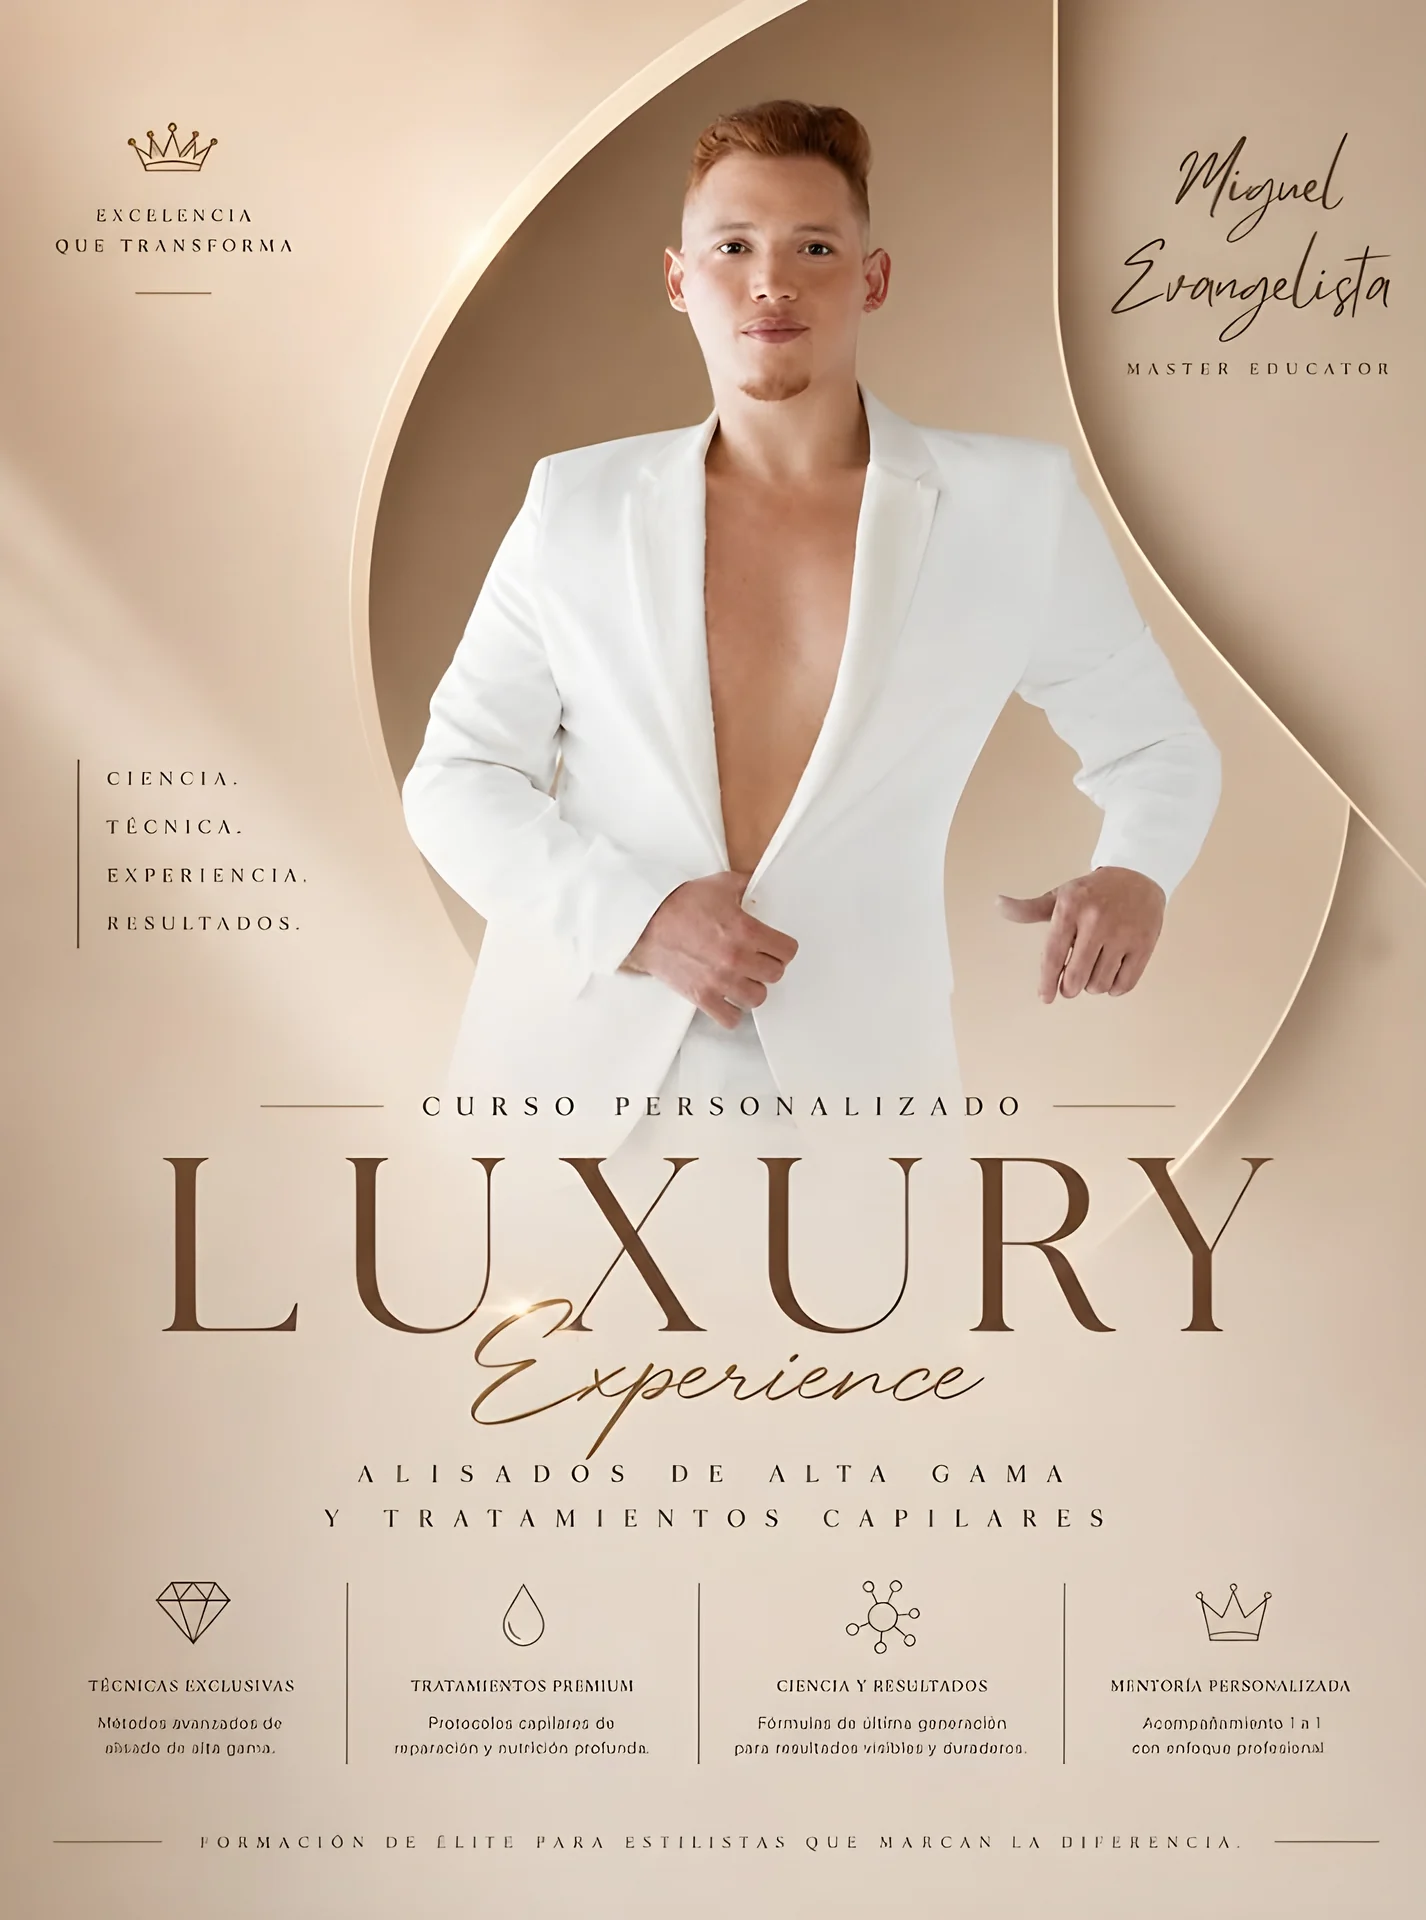 EXCELENCIA
QUE TRANSFORMA
Miguel
Evangelista
MASTER EDUCATOR
CIENCIA.
TÉCNICA.
EXPERIENCIA.
RESULTADOS.
CURSO PERSONALIZADO
LUXURY
Experience
ALISADOS DE ALTA GAMA
Y TRATAMIENTOS CAPILARES
TÉCNICAS EXCLUSIVAS
Métodos avanzados de
alisado de alta gama.
TRATAMIENTOS PREMIUM
Protocolos capilares de
reparación y nutrición profunda.
CIENCIA Y RESULTADOS
Fórmulas de última generación
para resultados visibles y duraderos.
MENTORÍA PERSONALIZADA
Acompañamiento 1 a 1
con enfoque profesional
FORMACIÓN DE ÉLITE PARA ESTILISTAS QUE MARCAN LA DIFERENCIA.